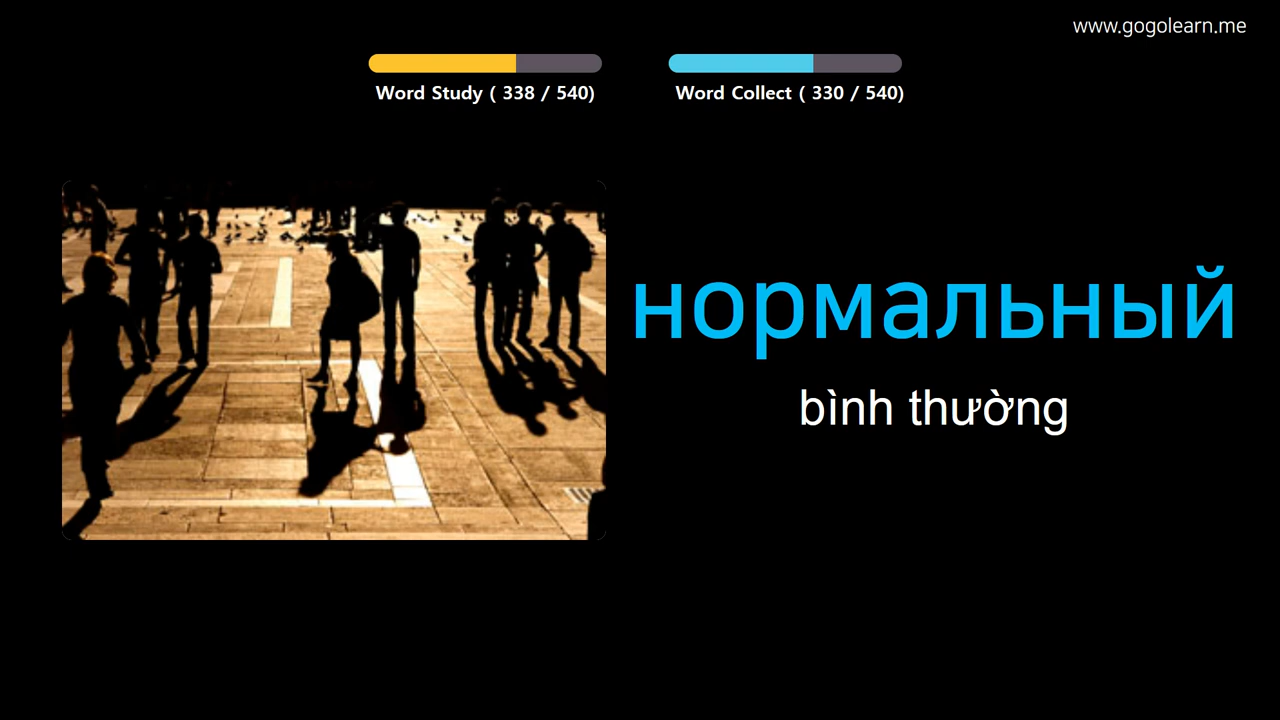 www.gogolearn.me
Word Study ( 338 / 540)
Word Collect ( 330 / 540)
нормальный
bình thường